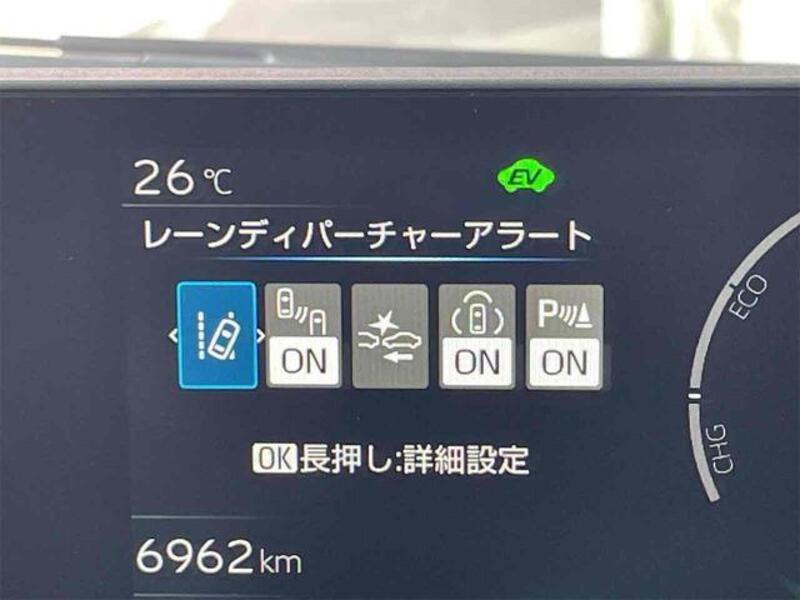 26℃
EV
レーンディパーチャーアラート
P
ON ON ON
OK長押し:詳細設定
6962km
ECO
CHG